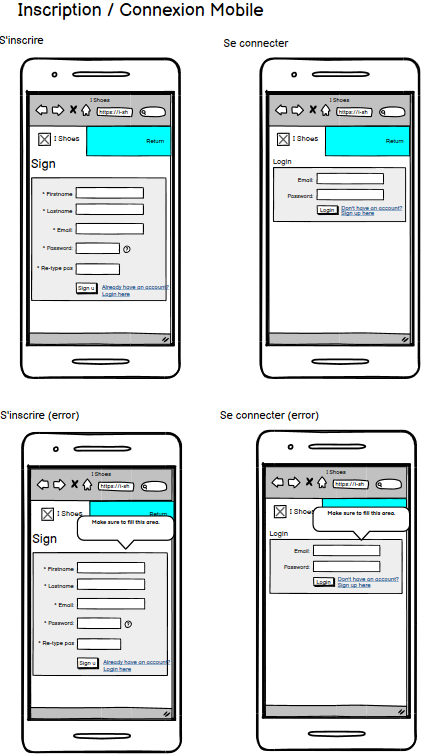 Inscription / Connexion Mobile
S'inscrire
Se connecter
I Shoes
https://i-sh
I Shoes
Return
Sign
* Firstname
* Lastname
* Email:
* Password:
?
* Re-type pas
Sign u
Already have an account?
Login here
I Shoes
https://i-sh
I Shoes
Return
Login
Email:
Password:
Login
Don't have an account?
Sign up here
S'inscrire (error)
Se connecter (error)
I Shoes
https://i-sh
I Shoes
Return
Make sure to fill this area.
Sign
* Firstname
* Lastname
* Email:
* Password:
?
* Re-type pas
Sign u
Already have an account?
Login here
I Shoes
https://i-sh
I Shoes
Make sure to fill this area.
Login
Email:
Password:
Login
Don't have an account?
Sign up here